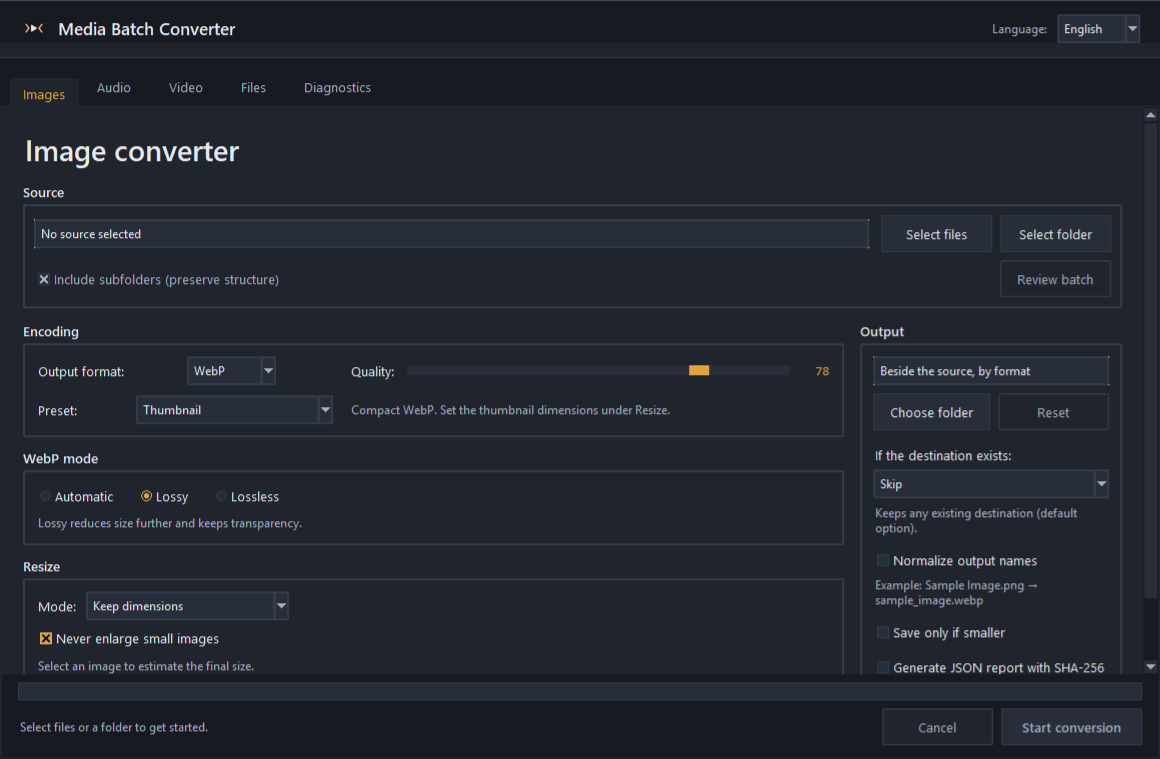 Media Batch Converter
Language: English
Images Audio Video Files Diagnostics
Image converter
Source
No source selected
Select files
Select folder
Include subfolders (preserve structure)
Review batch
Encoding
Output format: WebP
Quality: 78
Preset: Thumbnail
Compact WebP. Set the thumbnail dimensions under Resize.
WebP mode
Automatic Lossy Lossless
Lossy reduces size further and keeps transparency.
Resize
Mode: Keep dimensions
Never enlarge small images
Select an image to estimate the final size.
Output
Beside the source, by format
Choose folder
Reset
If the destination exists:
Skip
Keeps any existing destination (default
option).
Normalize output names
Example: Sample Image.png →
sample_image.webp
Save only if smaller
Generate JSON report with SHA-256
Select files or a folder to get started.
Cancel
Start conversion